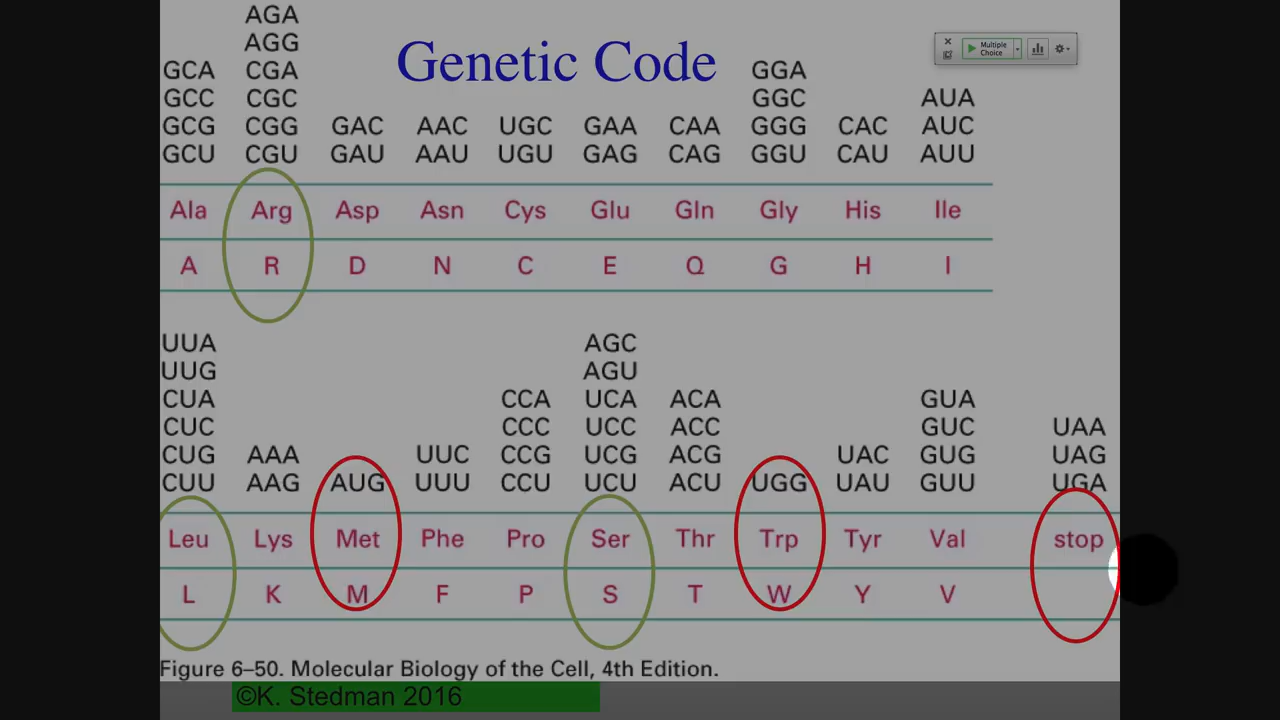 AGA
AGG
Genetic Code
Multiple
Choice
GCA CGA GGA
GCC CGC GGC AUA
GCG CGG GAC AAC UGC GAA CAA GGG CAC AUC
GCU CGU GAU AAU UGU GAG CAG GGU CAU AUU
Ala Arg Asp Asn Cys Glu Gln Gly His Ile
A R D N C E Q G H I
UUA AGC
UUG AGU
CUA CCA UCA ACA GUA
CUC CCC UCC ACC GUC UAA
CUG AAA UUC CCG UCG ACG UAC GUG UAG
CUU AAG AUG UUU CCU UCU ACU UGG UAU GUU UGA
Leu Lys Met Phe Pro Ser Thr Trp Tyr Val stop
L K M F P S T W Y V
Figure 6–50. Molecular Biology of the Cell, 4th Edition.
©K. Stedman 2016